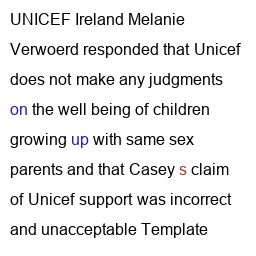 UNICEF Ireland Melanie
Verwoerd responded that Unicef
does not make any judgments
on the well being of children
growing up with same sex
parents and that Casey s claim
of Unicef support was incorrect
and unacceptable Template